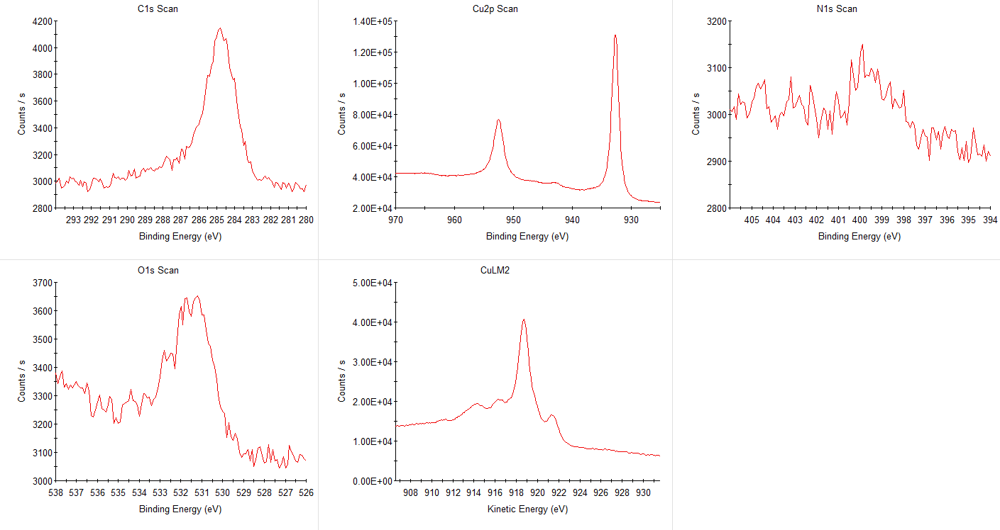 C1s Scan
4200
4000
3800
3600
3400
3200
3000
2800
Counts / s
293 292 291 290 289 288 287 286 285 284 283 282 281 280
Binding Energy (eV)
Cu2p Scan
1.40E+05
1.20E+05
1.00E+05
8.00E+04
6.00E+04
4.00E+04
2.00E+04
Counts / s
970 960 950 940 930
Binding Energy (eV)
N1s Scan
3200
3100
3000
2900
2800
Counts / s
405 404 403 402 401 400 399 398 397 396 395 394
Binding Energy (eV)
O1s Scan
3700
3600
3500
3400
3300
3200
3100
3000
Counts / s
538 537 536 535 534 533 532 531 530 529 528 527 526
Binding Energy (eV)
CuLM2
5.00E+04
4.00E+04
3.00E+04
2.00E+04
1.00E+04
0.00E+00
Counts / s
908 910 912 914 916 918 920 922 924 926 928 930
Kinetic Energy (eV)